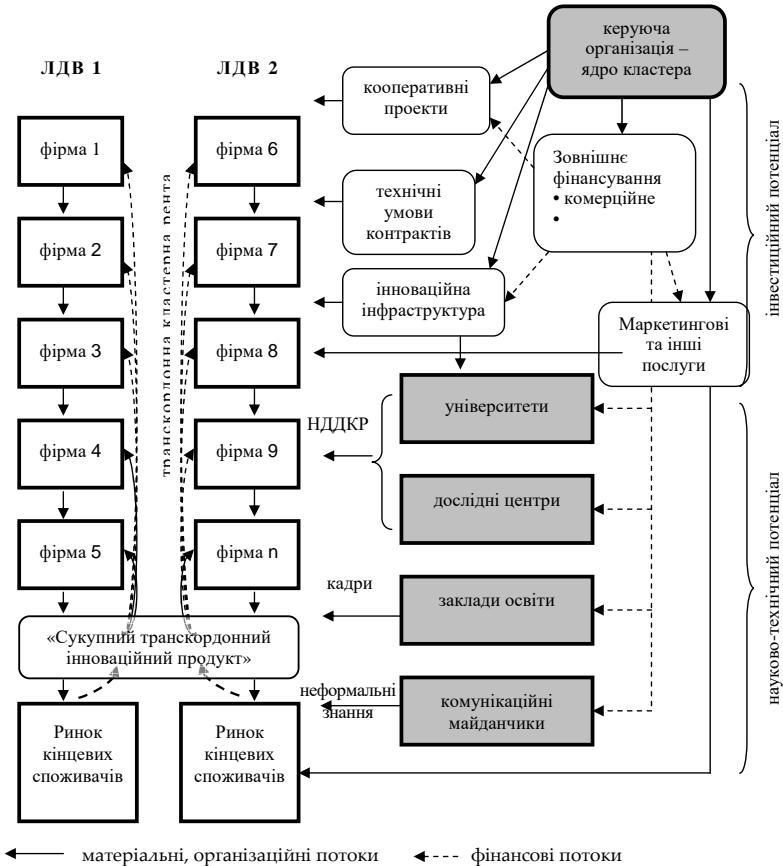 керуюча
організація –
ядро кластера
ЛДВ 1
ЛДВ 2
кооперативні
проекти
фірма 1
фірма 6
Зовнішнє
фінансування
• комерційне
•
технічні
умови
контрактів
фірма 2
фірма 7
інноваційна
інфраструктура
транскордонна кластерна рента
інвестиційний потенціал
Маркетингові
та інші
послуги
фірма 3
фірма 8
університети
НДДКР
фірма 4
фірма 9
дослідні центри
фірма 5
фірма n
кадри
заклади освіти
«Сукупний транскордонний
інноваційний продукт»
науково-технічний потенціал
неформальні
знання
комунікаційні
майданчики
Ринок
кінцевих
споживачів
Ринок
кінцевих
споживачів
матеріальні, організаційні потоки
фінансові потоки